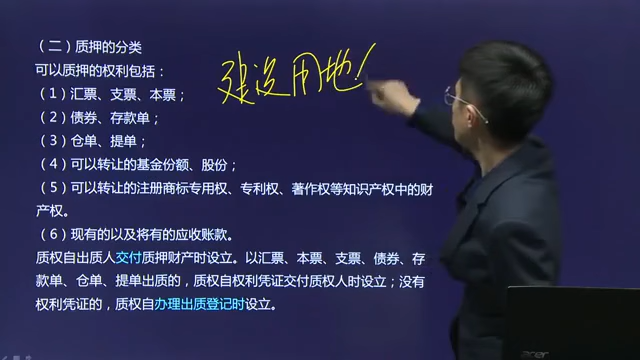 （二）质押的分类
可以质押的权利包括：
（1）汇票、支票、本票；
（2）债券、存款单；
（3）仓单、提单；
（4）可以转让的基金份额、股份；
（5）可以转让的注册商标专用权、专利权、著作权等知识产权中的财
产权。
（6）现有的以及将有的应收账款。
质权自出质人交付质押财产时设立。以汇票、本票、支票、债券、存
款单、仓单、提单出质的，质权自权利凭证交付质权人时设立；没有
权利凭证的，质权自办理出质登记时设立。
建设用地
acer